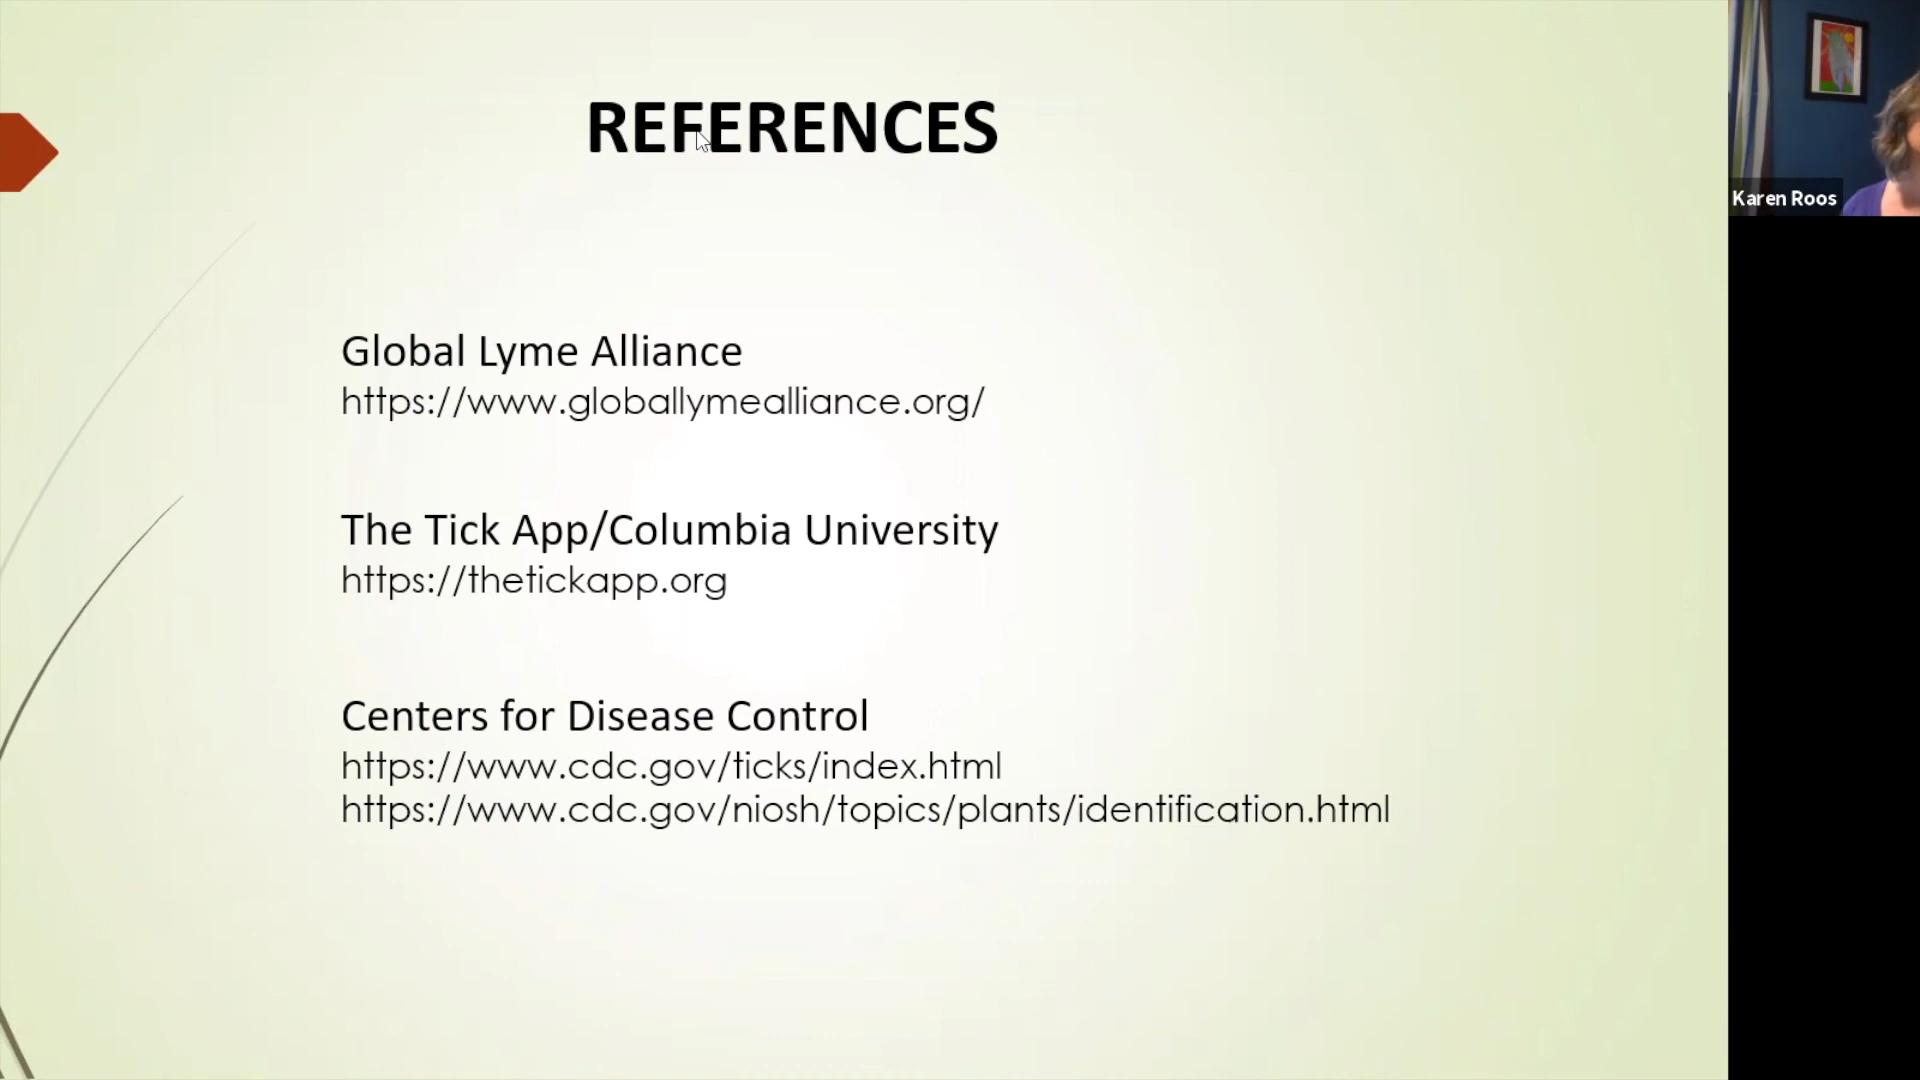 REFERENCES
Global Lyme Alliance
https://www.globallymealliance.org/
The Tick App/Columbia University
https://thetickapp.org
Centers for Disease Control
https://www.cdc.gov/ticks/index.html
https://www.cdc.gov/niosh/topics/plants/identification.html
Karen Roos